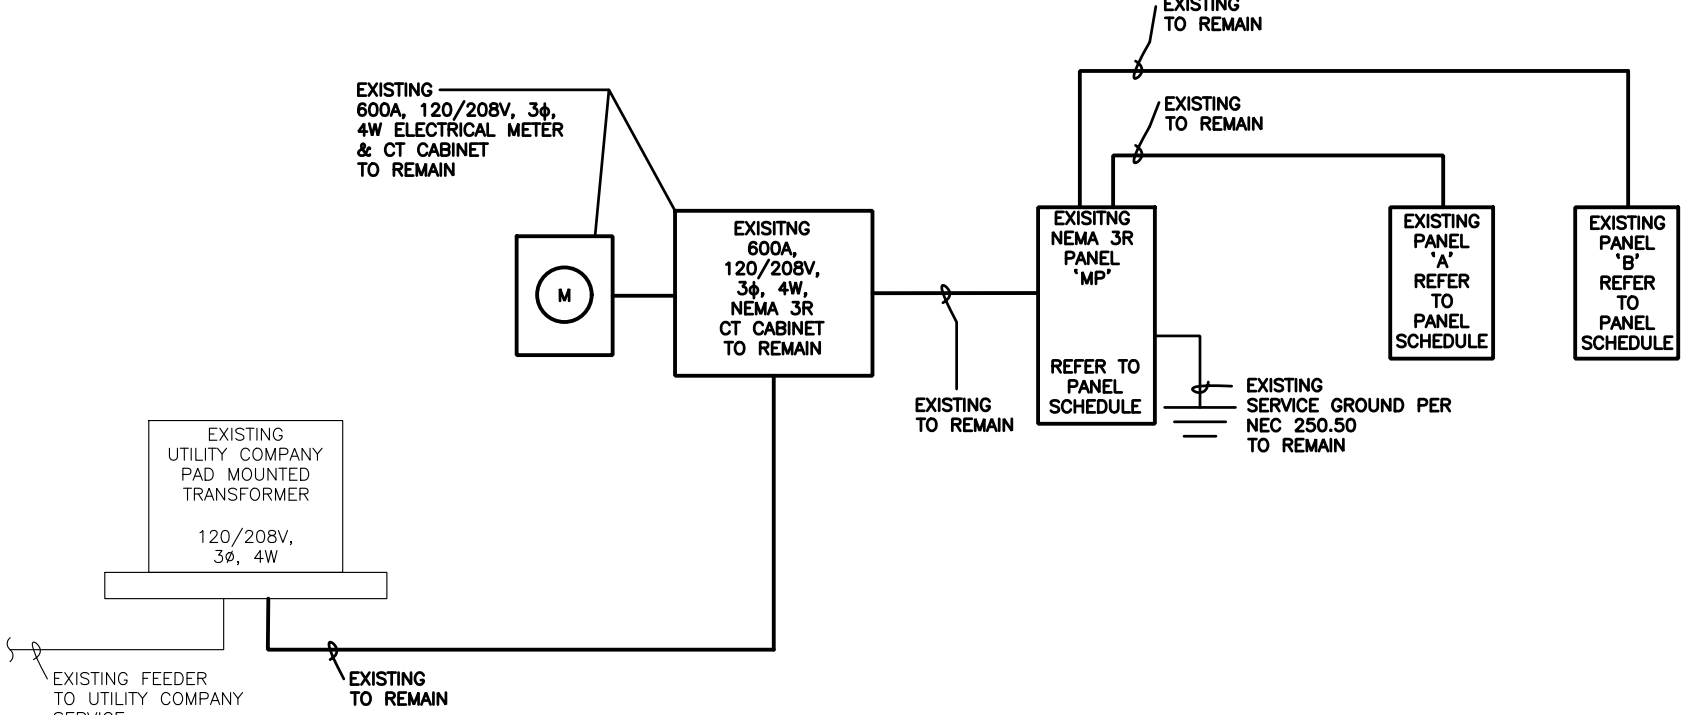 EXISTING
TO REMAIN
EXISTING
600A, 120/208V, 3ϕ,
4W ELECTRICAL METER
& CT CABINET
TO REMAIN
EXISTING
TO REMAIN
M
EXISITNG
600A,
120/208V,
3ϕ, 4W,
NEMA 3R
CT CABINET
TO REMAIN
EXISTING
TO REMAIN
EXISITNG
NEMA 3R
PANEL
'MP'
REFER TO
PANEL
SCHEDULE
EXISTING
SERVICE GROUND PER
NEC 250.50
TO REMAIN
EXISTING
PANEL
'A'
REFER
TO
PANEL
SCHEDULE
EXISTING
PANEL
'B'
REFER
TO
PANEL
SCHEDULE
EXISTING
UTILITY COMPANY
PAD MOUNTED
TRANSFORMER
120/208V,
3ø, 4W
EXISTING FEEDER
TO UTILITY COMPANY
SERVICE
EXISTING
TO REMAIN